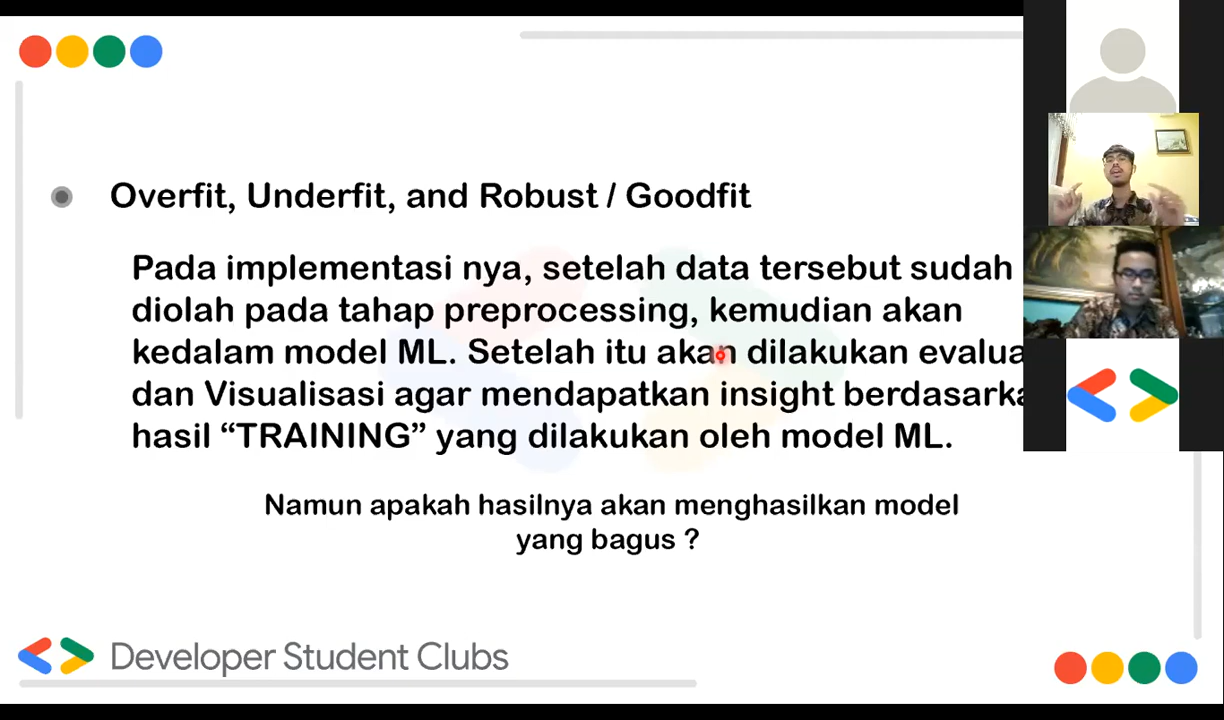 Overfit, Underfit, and Robust / Goodfit
Pada implementasi nya, setelah data tersebut sudah
diolah pada tahap preprocessing, kemudian akan
kedalam model ML. Setelah itu akan dilakukan
dan Visualisasi agar mendapatkan insight
hasil “TRAINING” yang dilakukan oleh model ML.
Namun apakah hasilnya akan menghasilkan model
yang bagus ?
Developer Student Clubs